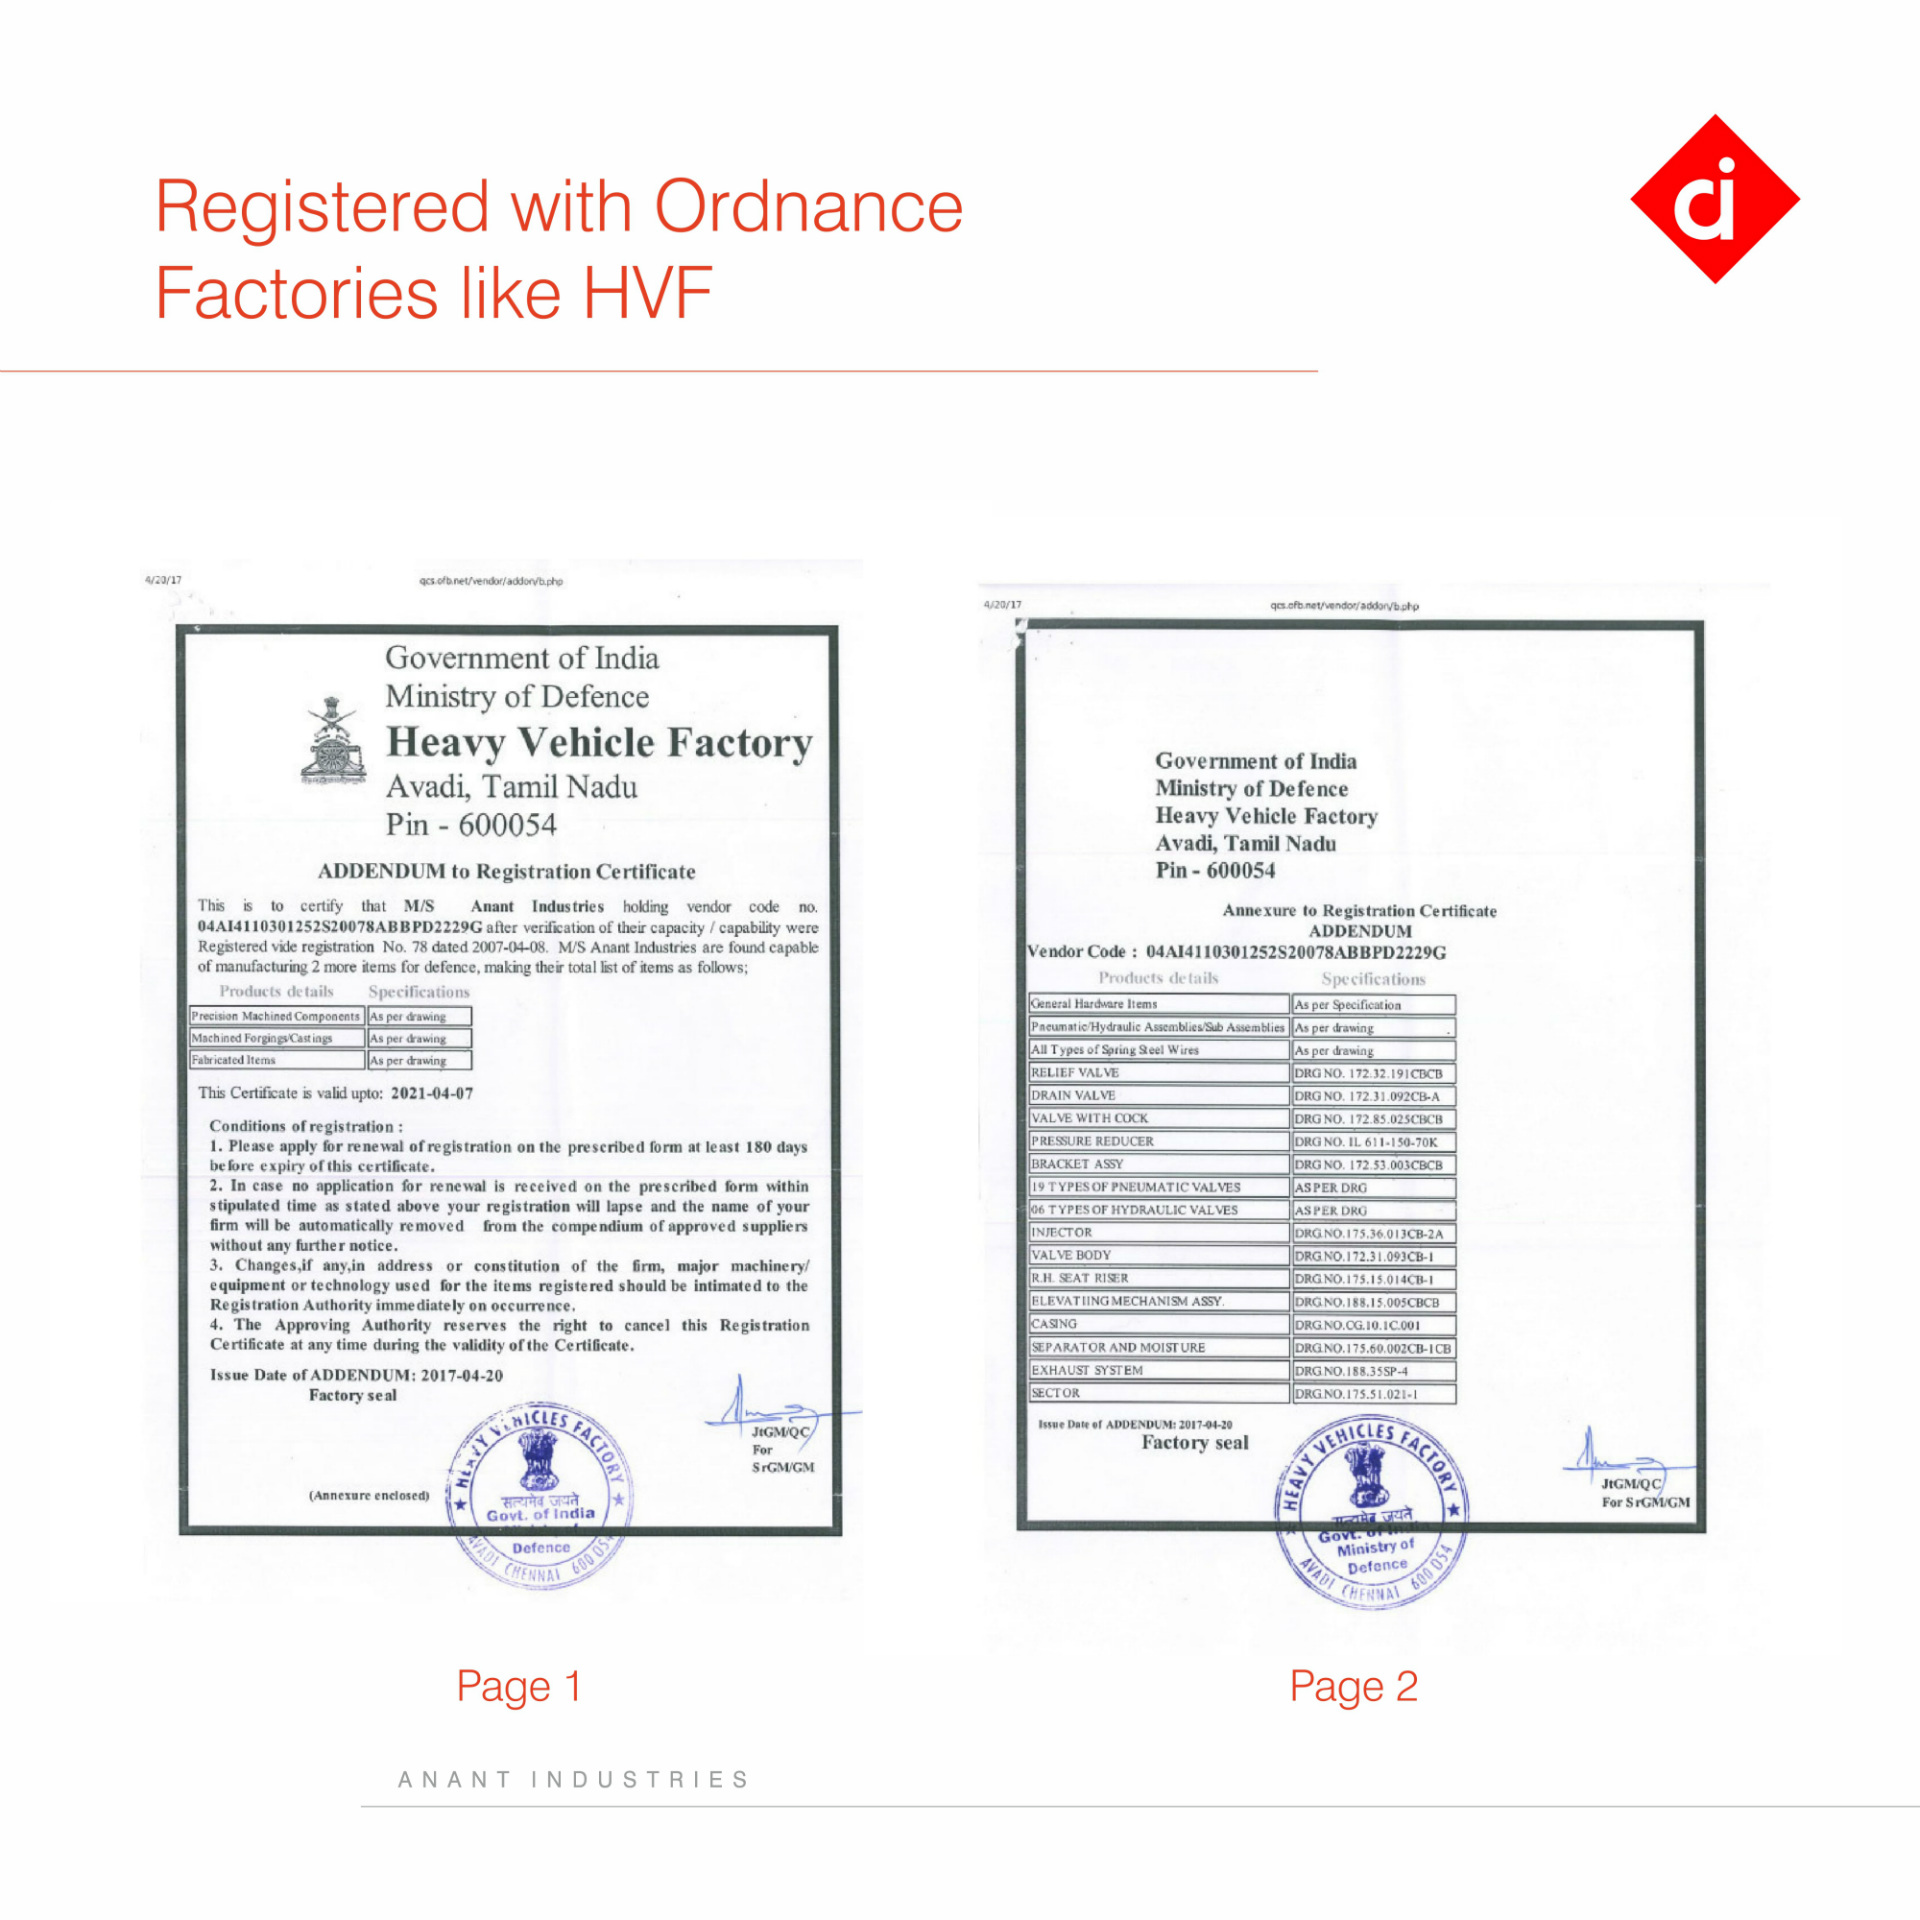 Registered with Ordnance
Factories like HVF
4/20/17
qcs.ofb.net/vendor/addon/b.php
Government of India
Ministry of Defence
Heavy Vehicle Factory
Avadi, Tamil Nadu
Pin - 600054
ADDENDUM to Registration Certificate
This is to certify that M/S Anant Industries holding vendor code no.
04AI4110301252S20078ABBPD2229G after verification of their capacity / capability were
Registered vide registration No. 78 dated 2007-04-08. M/S Anant Industries are found capable
of manufacturing 2 more items for defence, making their total list of items as follows;
Products details Specifications
Precision Machined Components As per drawing
Machined Forgings/Castings As per drawing
Fabricated Items As per drawing
This Certificate is valid upto: 2021-04-07
Conditions of registration :
1. Please apply for renewal of registration on the prescribed form at least 180 days
before expiry of this certificate.
2. In case no application for renewal is received on the prescribed form within
stipulated time as stated above your registration will lapse and the name of your
firm will be automatically removed from the compendium of approved suppliers
without any further notice.
3. Changes,if any,in address or constitution of the firm, major machinery/
equipment or technology used for the items registered should be intimated to the
Registration Authority immediately on occurrence.
4. The Approving Authority reserves the right to cancel this Registration
Certificate at any time during the validity of the Certificate.
Issue Date of ADDENDUM: 2017-04-20
Factory seal
JtGM/QC
For
SrGM/GM
(Annexure enclosed)
HEAVY VEHICLES FACTORY
सत्यमेव जयते
Govt. of India
Defence
AVADI CHENNAI 600 054
Page 1
4/20/17
qcs.ofb.net/vendor/addon/b.php
Government of India
Ministry of Defence
Heavy Vehicle Factory
Avadi, Tamil Nadu
Pin - 600054
Annexure to Registration Certificate
ADDENDUM
Vendor Code : 04AI4110301252S20078ABBPD2229G
Products details Specifications
General Hardware Items As per Specification
Pneumatic/Hydraulic Assemblies/Sub Assemblies As per drawing
All Types of Spring Steel Wires As per drawing
RELIEF VALVE DRG NO. 172.32.191CBCB
DRAIN VALVE DRG NO. 172.31.092CB-A
VALVE WITH COCK DRG NO. 172.85.025CBCB
PRESSURE REDUCER DRG NO. IL 611-150-70K
BRACKET ASSY DRG NO. 172.53.003CBCB
19 TYPES OF PNEUMATIC VALVES AS PER DRG
06 TYPES OF HYDRAULIC VALVES AS PER DRG
INJECTOR DRG.NO.175.36.013CB-2A
VALVE BODY DRG.NO.172.31.093CB-1
R.H. SEAT RISER DRG.NO.175.15.014CB-1
ELEVATIING MECHANISM ASSY. DRG.NO.188.15.005CBCB
CASING DRG.NO.CG.10.1C.001
SEPARATOR AND MOISTURE DRG.NO.175.60.002CB-1CB
EXHAUST SYSTEM DRG.NO.188.35SP-4
SECTOR DRG.NO.175.51.021-1
Issue Date of ADDENDUM: 2017-04-20
Factory seal
JtGM/QC
For SrGM/GM
HEAVY VEHICLES FACTORY
सत्यमेव जयते
Govt. of
Ministry of
Defence
AVADI CHENNAI 600 054
Page 2
ANANT INDUSTRIES